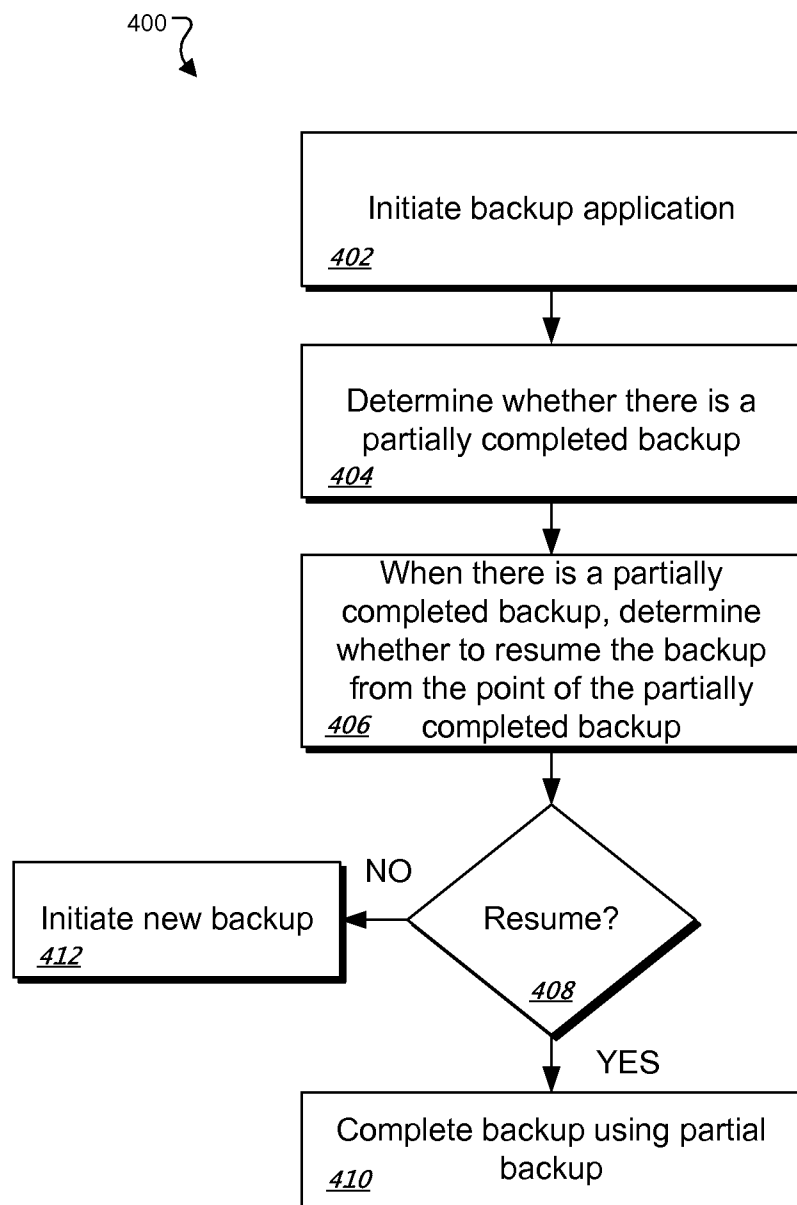 400
Initiate backup application
402
Determine whether there is a
partially completed backup
404
When there is a partially
completed backup, determine
whether to resume the backup
from the point of the partially
completed backup
406
NO
Resume?
408
Initiate new backup
412
YES
Complete backup using partial
backup
410